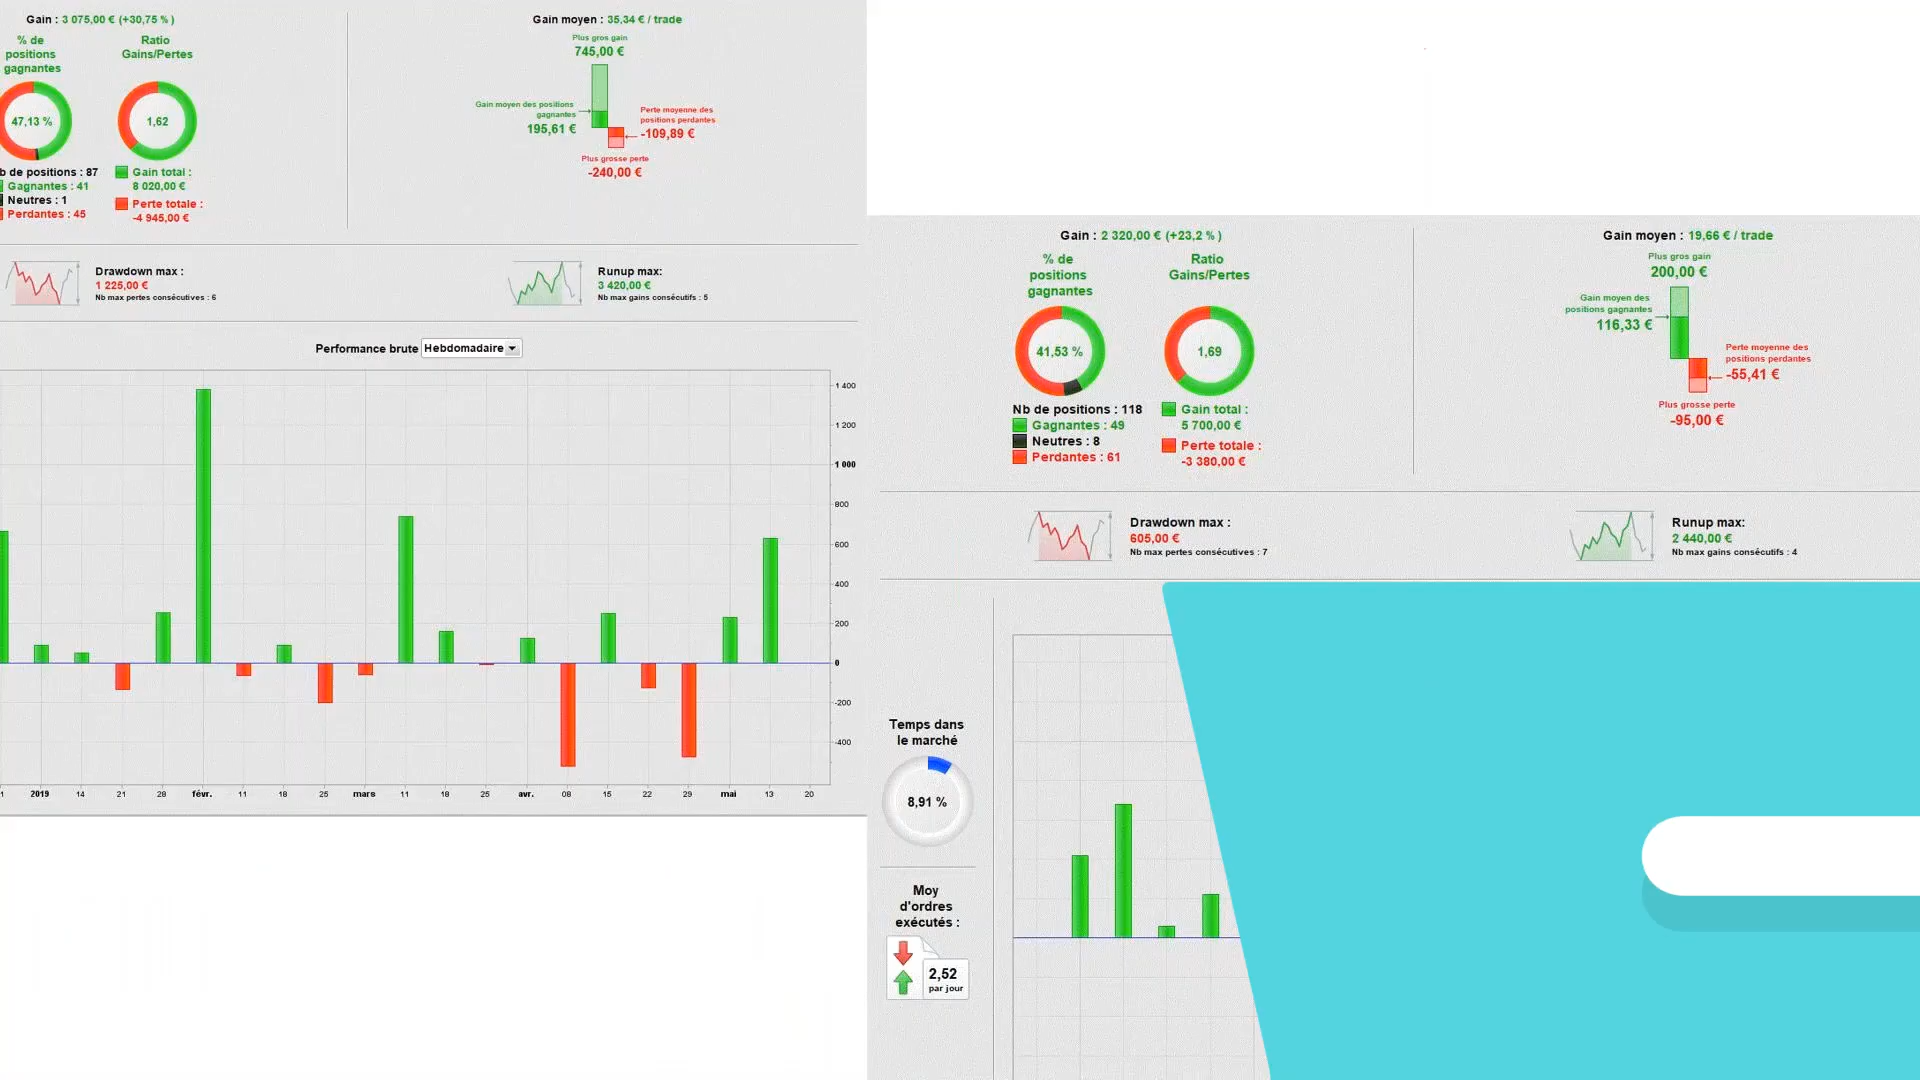 Gain : 3 075,00 € (+30,75 %)
% de
positions
gagnantes
Ratio
Gains/Pertes
47,13 %
1,62
b de positions : 87
Gagnantes : 41
Neutres : 1
Perdantes : 45
Gain total :
8 020,00 €
Perte totale :
-4 945,00 €
Gain moyen : 35,34 € / trade
Plus gros gain
745,00 €
Gain moyen des positions
gagnantes
195,61 €
Perte moyenne des
positions perdantes
-109,89 €
Plus grosse perte
-240,00 €
Drawdown max :
1 225,00 €
Nb max pertes consécutives : 6
Runup max:
3 420,00 €
Nb max gains consécutifs : 5
Performance brute Hebdomadaire
1 400
1 200
1 000
800
600
400
200
0
-200
-400
1 2019 14 21 28 févr. 11 18 25 mars 11 18 25 avr. 08 15 22 29 mai 13 20
Gain : 2 320,00 € (+23,2 %)
% de
positions
gagnantes
Ratio
Gains/Pertes
41,53 %
1,69
Nb de positions : 118
Gagnantes : 49
Neutres : 8
Perdantes : 61
Gain total :
5 700,00 €
Perte totale :
-3 380,00 €
Gain moyen : 19,66 € / trade
Plus gros gain
200,00 €
Gain moyen des
positions gagnantes
116,33 €
Perte moyenne des
positions perdantes
-55,41 €
Plus grosse perte
-95,00 €
Drawdown max :
605,00 €
Nb max pertes consécutives : 7
Runup max:
2 440,00 €
Nb max gains consécutifs : 4
Temps dans
le marché
8,91 %
Moy
d'ordres
exécutés :
2,52
par jour